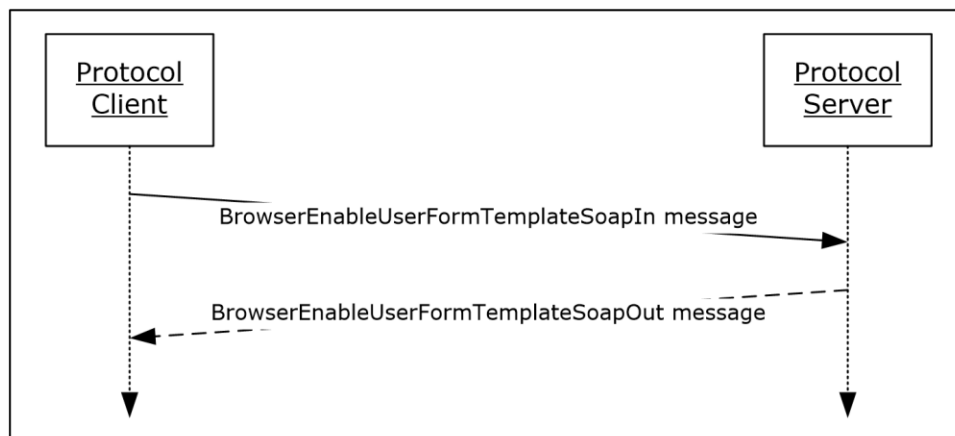 Protocol
Client
Protocol
Server
BrowserEnableUserFormTemplateSoapIn message
BrowserEnableUserFormTemplateSoapOut message